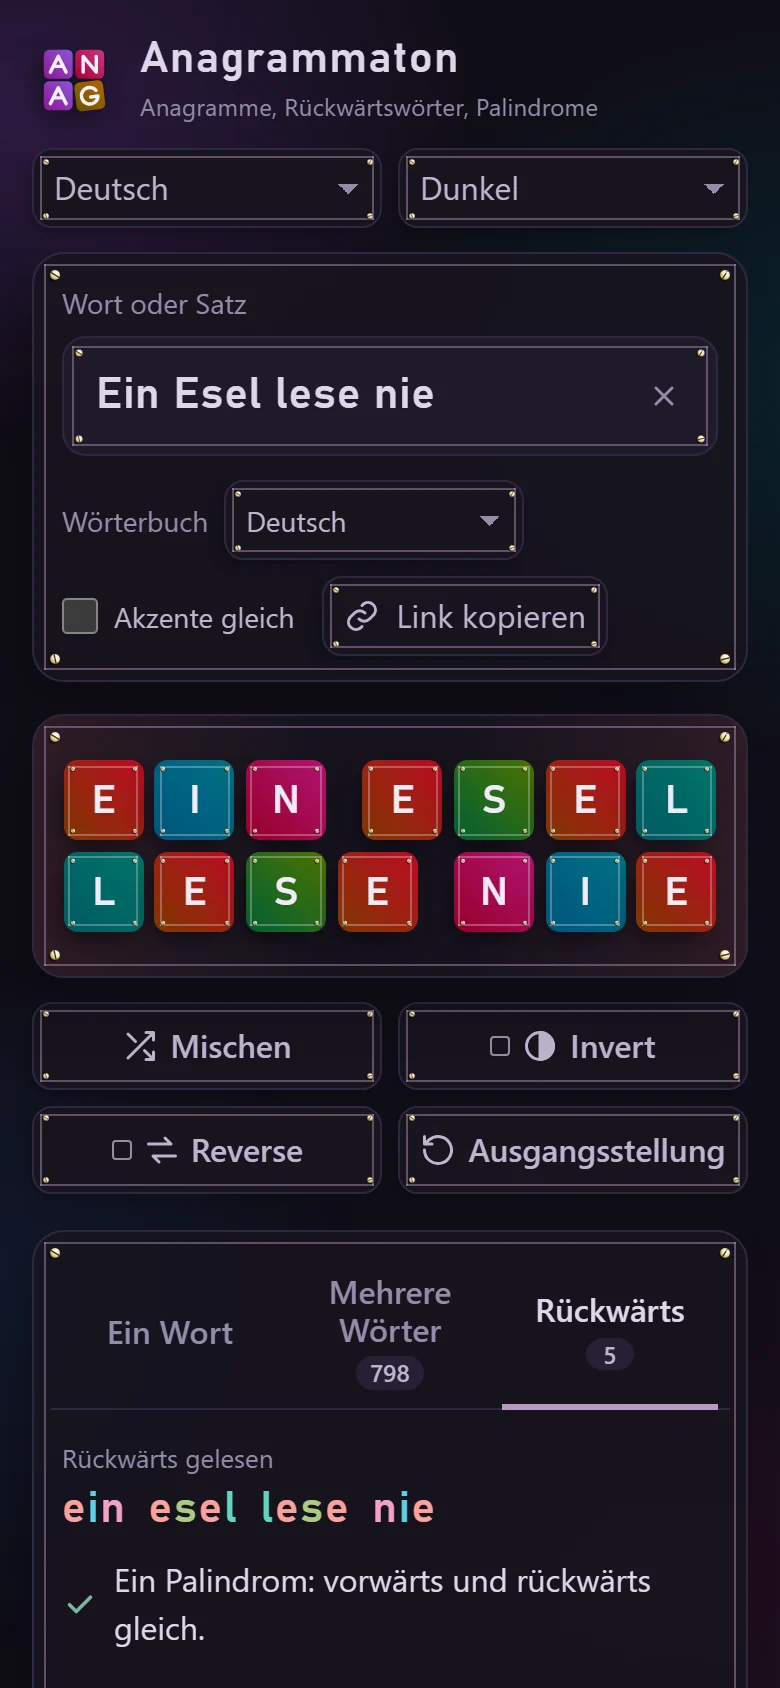 AN
AG
Anagrammaton
Anagramme, Rückwärtswörter, Palindrome
Deutsch
Dunkel
Wort oder Satz
Ein Esel lese nie
Wörterbuch
Deutsch
Akzente gleich
Link kopieren
E I N E S E L
L E S E N I E
Mischen
Invert
Reverse
Ausgangsstellung
Ein Wort
Mehrere
Wörter
798
Rückwärts
5
Rückwärts gelesen
ein esel lese nie
Ein Palindrom: vorwärts und rückwärts
gleich.